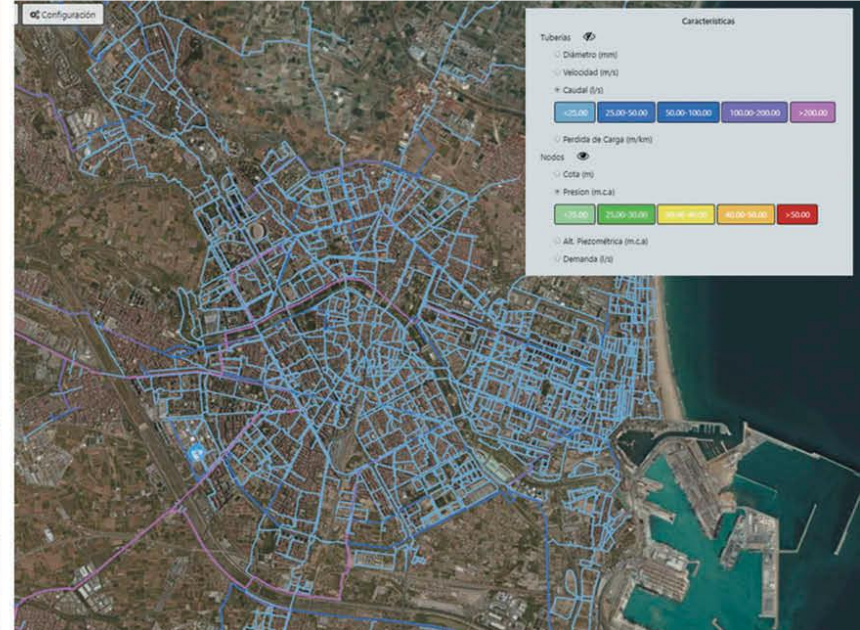 Configuración
Características
Tuberías
Diámetro (mm)
Velocidad (m/s)
Caudal (l/s)
<25.00 25.00-50.00 50.00-100.00 100.00-200.00 >200.00
Perdida de Carga (m/km)
Nodos
Cota (m)
Presion (m.c.a)
25.00-30.00 40.00-50.00 >50.00
Alt. Piezométrica (m.c.a)
Demanda (l/s)